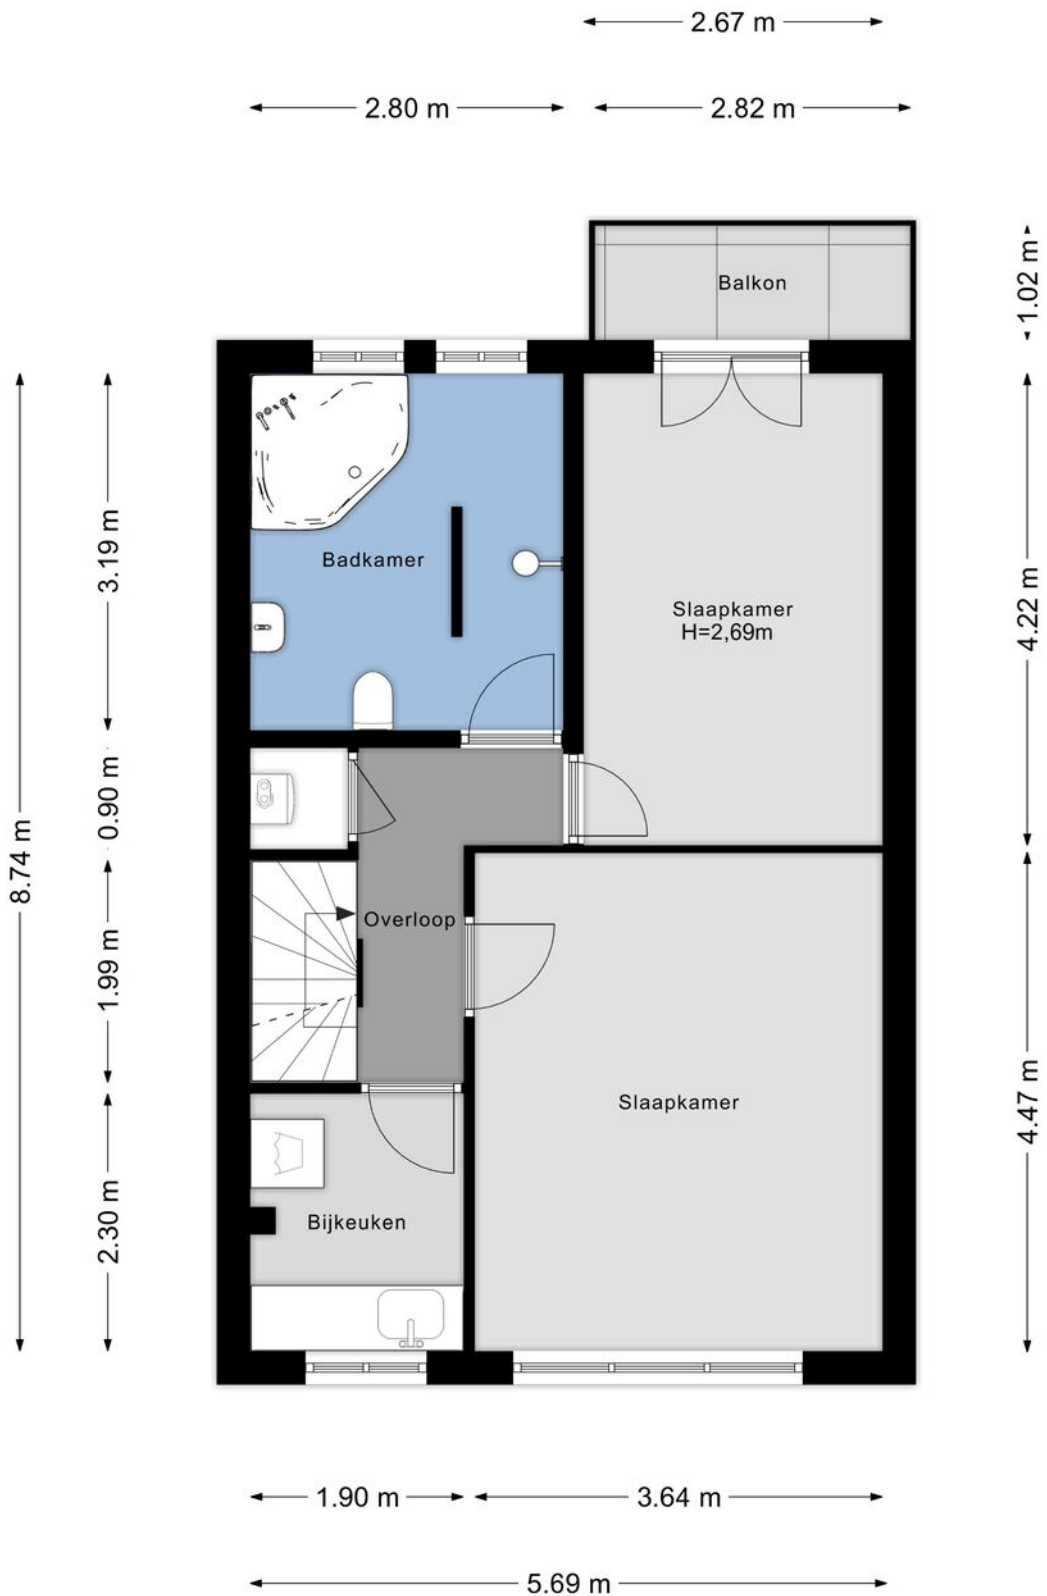 2.67 m
2.80 m
2.82 m
Balkon
1.02 m
3.19 m
Badkamer
4.22 m
Slaapkamer
H=2,69m
0.90 m
8.74 m
Overloop
1.99 m
Slaapkamer
4.47 m
2.30 m
Bijkeuken
1.90 m
3.64 m
5.69 m